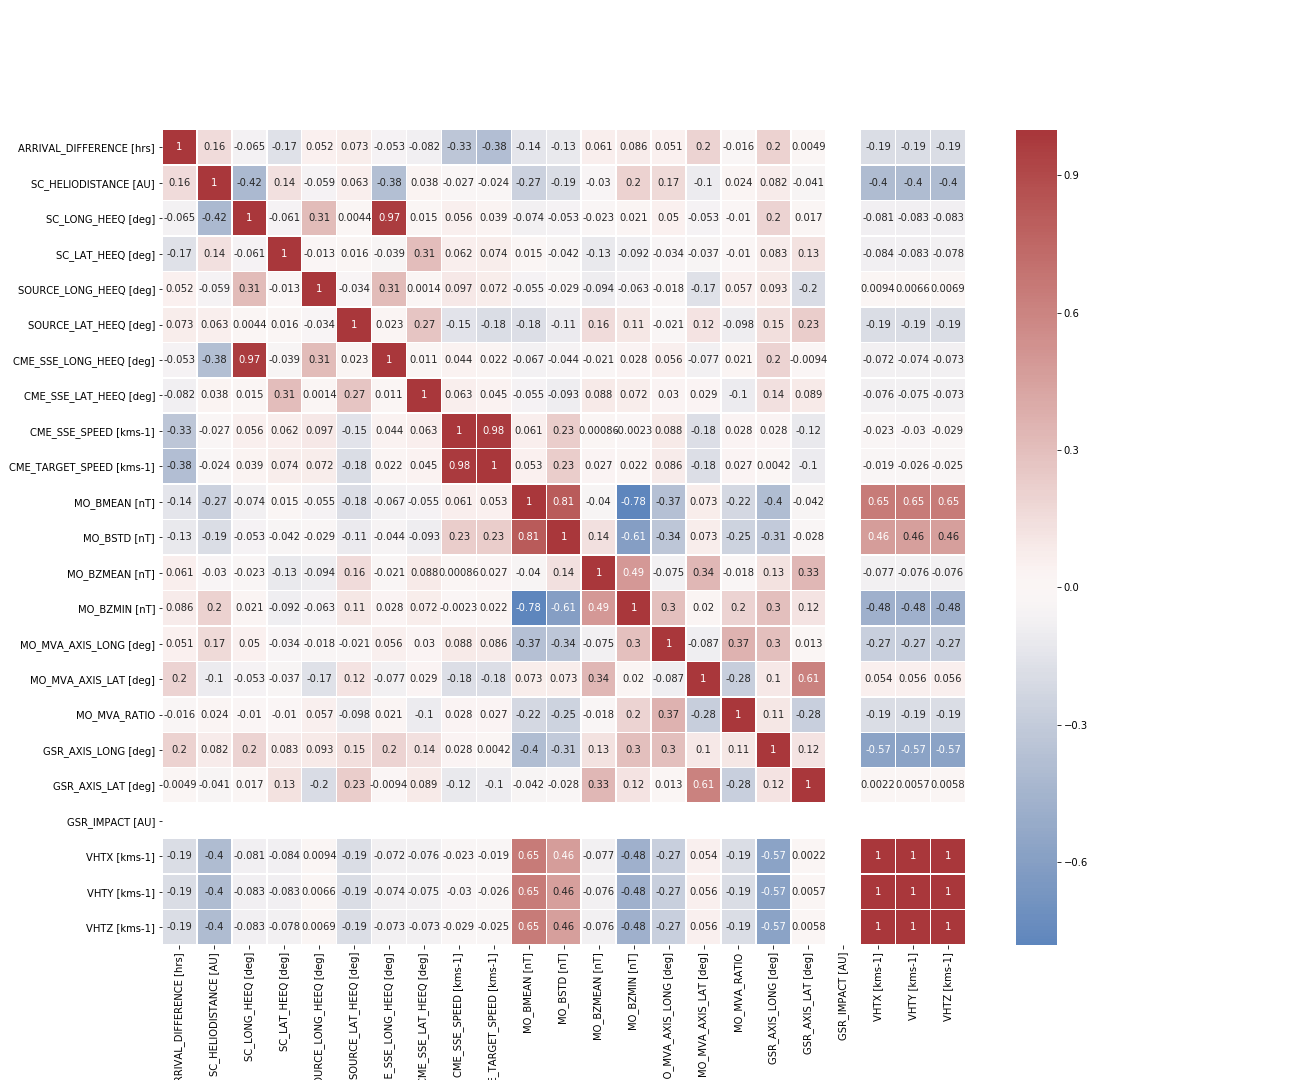 ARRIVAL_DIFFERENCE [hrs] 1 0.16 -0.065 -0.17 0.052 0.073 -0.053 -0.082 -0.33 -0.38 -0.14 -0.13 0.061 0.086 0.051 0.2 -0.016 0.2 0.0049 -0.19 -0.19 -0.19
SC_HELIODISTANCE [AU] 0.16 1 -0.42 0.14 -0.059 0.063 -0.38 0.038 -0.027 -0.024 -0.27 -0.19 -0.03 0.2 0.17 -0.1 0.024 0.082 -0.041 -0.4 -0.4 -0.4
SC_LONG_HEEQ [deg] -0.065 -0.42 1 -0.061 0.31 0.0044 0.97 0.015 0.056 0.039 -0.074 -0.053 -0.023 0.021 0.05 -0.053 -0.01 0.2 0.017 -0.081 -0.083 -0.083
SC_LAT_HEEQ [deg] -0.17 0.14 -0.061 1 -0.013 0.016 -0.039 0.31 0.062 0.074 0.015 -0.042 -0.13 -0.092 -0.034 -0.037 -0.01 0.083 0.13 -0.084 -0.083 -0.078
SOURCE_LONG_HEEQ [deg] 0.052 -0.059 0.31 -0.013 1 -0.034 0.31 0.0014 0.097 0.072 -0.055 -0.029 -0.094 -0.063 -0.018 -0.17 0.057 0.093 -0.2 0.0094 0.0066 0.0069
SOURCE_LAT_HEEQ [deg] 0.073 0.063 0.0044 0.016 -0.034 1 0.023 0.27 -0.15 -0.18 -0.18 -0.11 0.16 0.11 -0.021 0.12 -0.098 0.15 0.23 -0.19 -0.19 -0.19
CME_SSE_LONG_HEEQ [deg] -0.053 -0.38 0.97 -0.039 0.31 0.023 1 0.011 0.044 0.022 -0.067 -0.044 -0.021 0.028 0.056 -0.077 0.021 0.2 -0.0094 -0.072 -0.074 -0.073
CME_SSE_LAT_HEEQ [deg] -0.082 0.038 0.015 0.31 0.0014 0.27 0.011 1 0.063 0.045 -0.055 -0.093 0.088 0.072 0.03 0.029 -0.1 0.14 0.089 -0.076 -0.075 -0.073
CME_SSE_SPEED [kms-1] -0.33 -0.027 0.056 0.062 0.097 -0.15 0.044 0.063 1 0.98 0.061 0.23 0.00086 -0.0023 0.088 -0.18 0.028 0.028 -0.12 -0.023 -0.03 -0.029
CME_TARGET_SPEED [kms-1] -0.38 -0.024 0.039 0.074 0.072 -0.18 0.022 0.045 0.98 1 0.053 0.23 0.027 0.022 0.086 -0.18 0.027 0.0042 -0.1 -0.019 -0.026 -0.025
MO_BMEAN [nT] -0.14 -0.27 -0.074 0.015 -0.055 -0.18 -0.067 -0.055 0.061 0.053 1 0.81 -0.04 -0.78 -0.37 0.073 -0.22 -0.4 -0.042 0.65 0.65 0.65
MO_BSTD [nT] -0.13 -0.19 -0.053 -0.042 -0.029 -0.11 -0.044 -0.093 0.23 0.23 0.81 1 0.14 -0.61 -0.34 0.073 -0.25 -0.31 -0.028 0.46 0.46 0.46
MO_BZMEAN [nT] 0.061 -0.03 -0.023 -0.13 -0.094 0.16 -0.021 0.088 0.00086 0.027 -0.04 0.14 1 0.49 -0.075 0.34 -0.018 0.13 0.33 -0.077 -0.076 -0.076
MO_BZMIN [nT] 0.086 0.2 0.021 -0.092 -0.063 0.11 0.028 0.072 -0.0023 0.022 -0.78 -0.61 0.49 1 0.3 0.02 0.2 0.3 0.12 -0.48 -0.48 -0.48
MO_MVA_AXIS_LONG [deg] 0.051 0.17 0.05 -0.034 -0.018 -0.021 0.056 0.03 0.088 0.086 -0.37 -0.34 -0.075 0.3 1 -0.087 0.37 0.3 0.013 -0.27 -0.27 -0.27
MO_MVA_AXIS_LAT [deg] 0.2 -0.1 -0.053 -0.037 -0.17 0.12 -0.077 0.029 -0.18 -0.18 0.073 0.073 0.34 0.02 -0.087 1 -0.28 0.1 0.61 0.054 0.056 0.056
MO_MVA_RATIO -0.016 0.024 -0.01 -0.01 0.057 -0.098 0.021 -0.1 0.028 0.027 -0.22 -0.25 -0.018 0.2 0.37 -0.28 1 0.11 -0.28 -0.19 -0.19 -0.19
GSR_AXIS_LONG [deg] 0.2 0.082 0.2 0.083 0.093 0.15 0.2 0.14 0.028 0.0042 -0.4 -0.31 0.13 0.3 0.3 0.1 0.11 1 0.12 -0.57 -0.57 -0.57
GSR_AXIS_LAT [deg] -0.0049 -0.041 0.017 0.13 -0.2 0.23 -0.0094 0.089 -0.12 -0.1 -0.042 -0.028 0.33 0.12 0.013 0.61 -0.28 0.12 1 0.0022 0.0057 0.0058
GSR_IMPACT [AU]
VHTX [kms-1] -0.19 -0.4 -0.081 -0.084 0.0094 -0.19 -0.072 -0.076 -0.023 -0.019 0.65 0.46 -0.077 -0.48 -0.27 0.054 -0.19 -0.57 0.0022 1 1 1
VHTY [kms-1] -0.19 -0.4 -0.083 -0.083 0.0066 -0.19 -0.074 -0.075 -0.03 -0.026 0.65 0.46 -0.076 -0.48 -0.27 0.056 -0.19 -0.57 0.0057 1 1 1
VHTZ [kms-1] -0.19 -0.4 -0.083 -0.078 0.0069 -0.19 -0.073 -0.073 -0.029 -0.025 0.65 0.46 -0.076 -0.48 -0.27 0.056 -0.19 -0.57 0.0058 1 1 1
RRIVAL_DIFFERENCE [hrs]
SC_HELIODISTANCE [AU]
SC_LONG_HEEQ [deg]
SC_LAT_HEEQ [deg]
OURCE_LONG_HEEQ [deg]
SOURCE_LAT_HEEQ [deg]
E_SSE_LONG_HEEQ [deg]
CME_SSE_LAT_HEEQ [deg]
CME_SSE_SPEED [kms-1]
E_TARGET_SPEED [kms-1]
MO_BMEAN [nT]
MO_BSTD [nT]
MO_BZMEAN [nT]
MO_BZMIN [nT]
O_MVA_AXIS_LONG [deg]
MO_MVA_AXIS_LAT [deg]
MO_MVA_RATIO
GSR_AXIS_LONG [deg]
GSR_AXIS_LAT [deg]
GSR_IMPACT [AU]
VHTX [kms-1]
VHTY [kms-1]
VHTZ [kms-1]
0.9
0.6
0.3
0.0
−0.3
−0.6